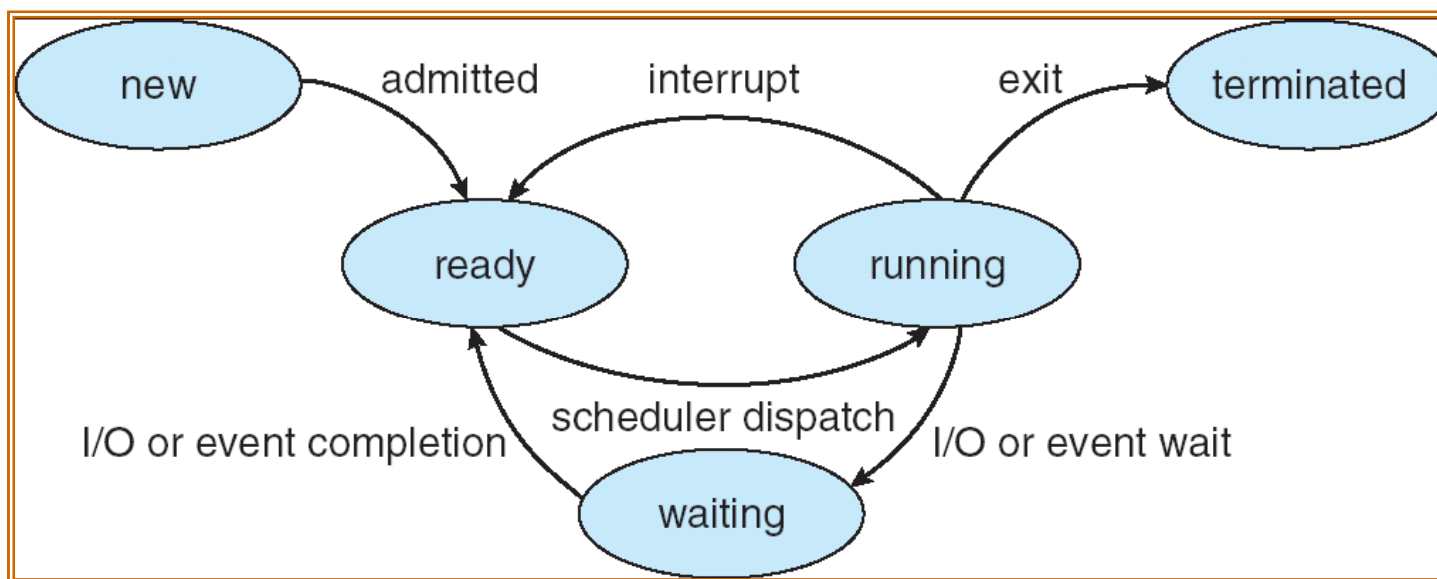 new
admitted
interrupt
exit
terminated
ready
running
scheduler dispatch
I/O or event completion
I/O or event wait
waiting